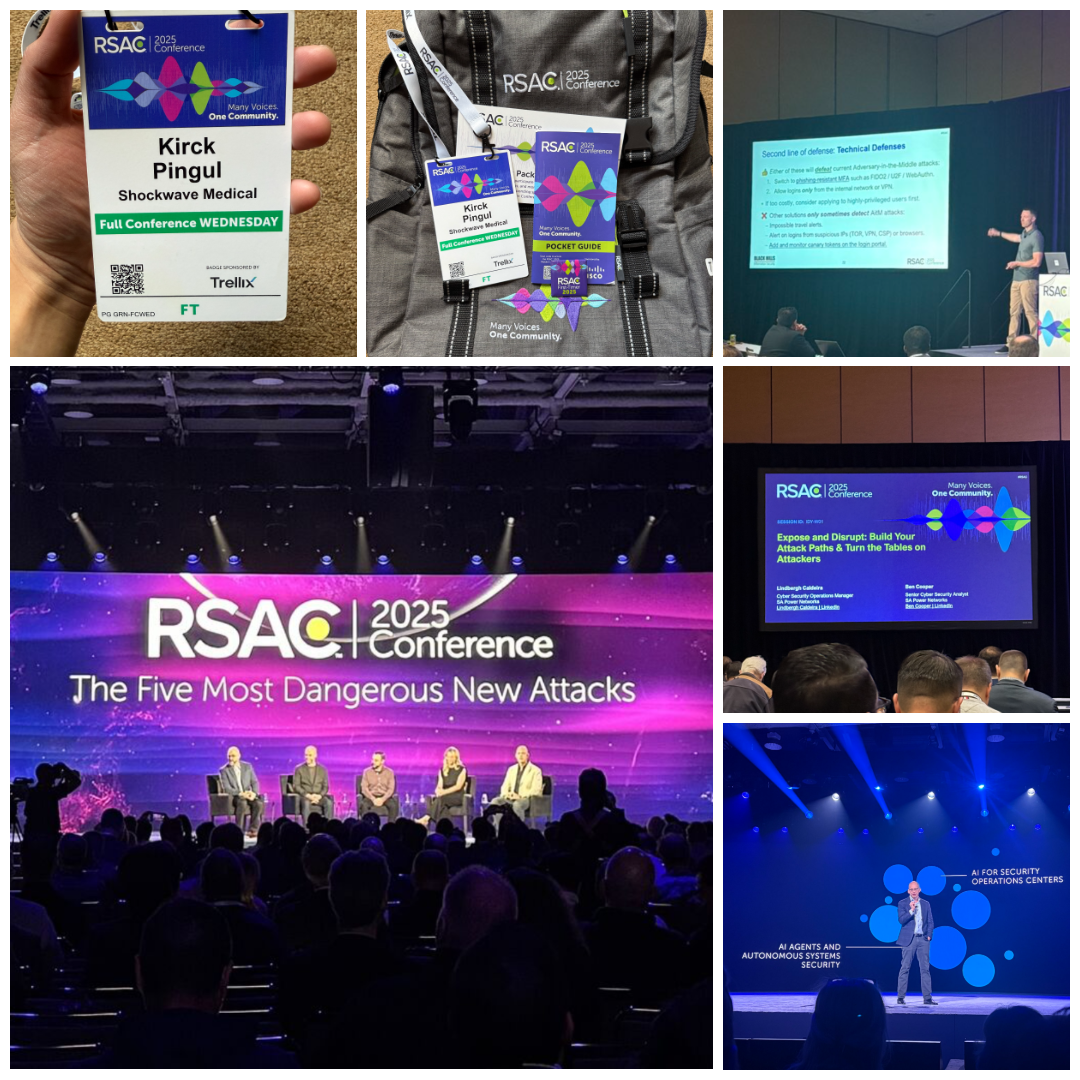 RSAC | 2025
Conference
Many Voices.
One Community.
Kirck
Pingul
Shockwave Medical
Full Conference WEDNESDAY
BADGE SPONSORED BY
Trellix
FT
PG GRN-FCWED
RSAC
RSAC
RSAC | 2025
Conference
2025
Conference
Pack
RSAC | 2025
Conference
Kirck
Pingul
Shockwave Medical
Full Conference WEDNESDAY
Trellix
FT
RSAC | 2025
Conference
Many Voices.
One Community.
POCKET GUIDE
RSAC
First-Timer
2025
Many Voices.
One Community.
Second line of defense: Technical Defenses
👍 Either of these will defeat current Adversary-in-the-Middle attacks:
1. Switch to phishing-resistant MFA such as FIDO2 / U2F / WebAuthn.
2. Allow logins only from the internal network or VPN.
• If too costly, consider applying to highly-privileged users first.
❌ Other solutions only sometimes detect AitM attacks:
- Impossible travel alerts.
- Alert on logins from suspicious IPs (TOR, VPN, CSP) or browsers.
- Add and monitor canary tokens on the login portal.
BLACK HILLS
RSAC | 2025
Conference
RSAC
RSAC | 2025
Conference
The Five Most Dangerous New Attacks
RSAC | 2025
Conference
Many Voices.
One Community.
Expose and Disrupt: Build Your
Attack Paths & Turn the Tables on
Attackers
Lindbergh Caldeira
Cyber Security Operations Manager
SA Power Networks
Lindbergh Caldeira | LinkedIn
Ben Cooper
Senior Cyber Security Analyst
SA Power Networks
Ben Cooper | LinkedIn
AI FOR SECURITY
OPERATIONS CENTERS
AI AGENTS AND
AUTONOMOUS SYSTEMS
SECURITY